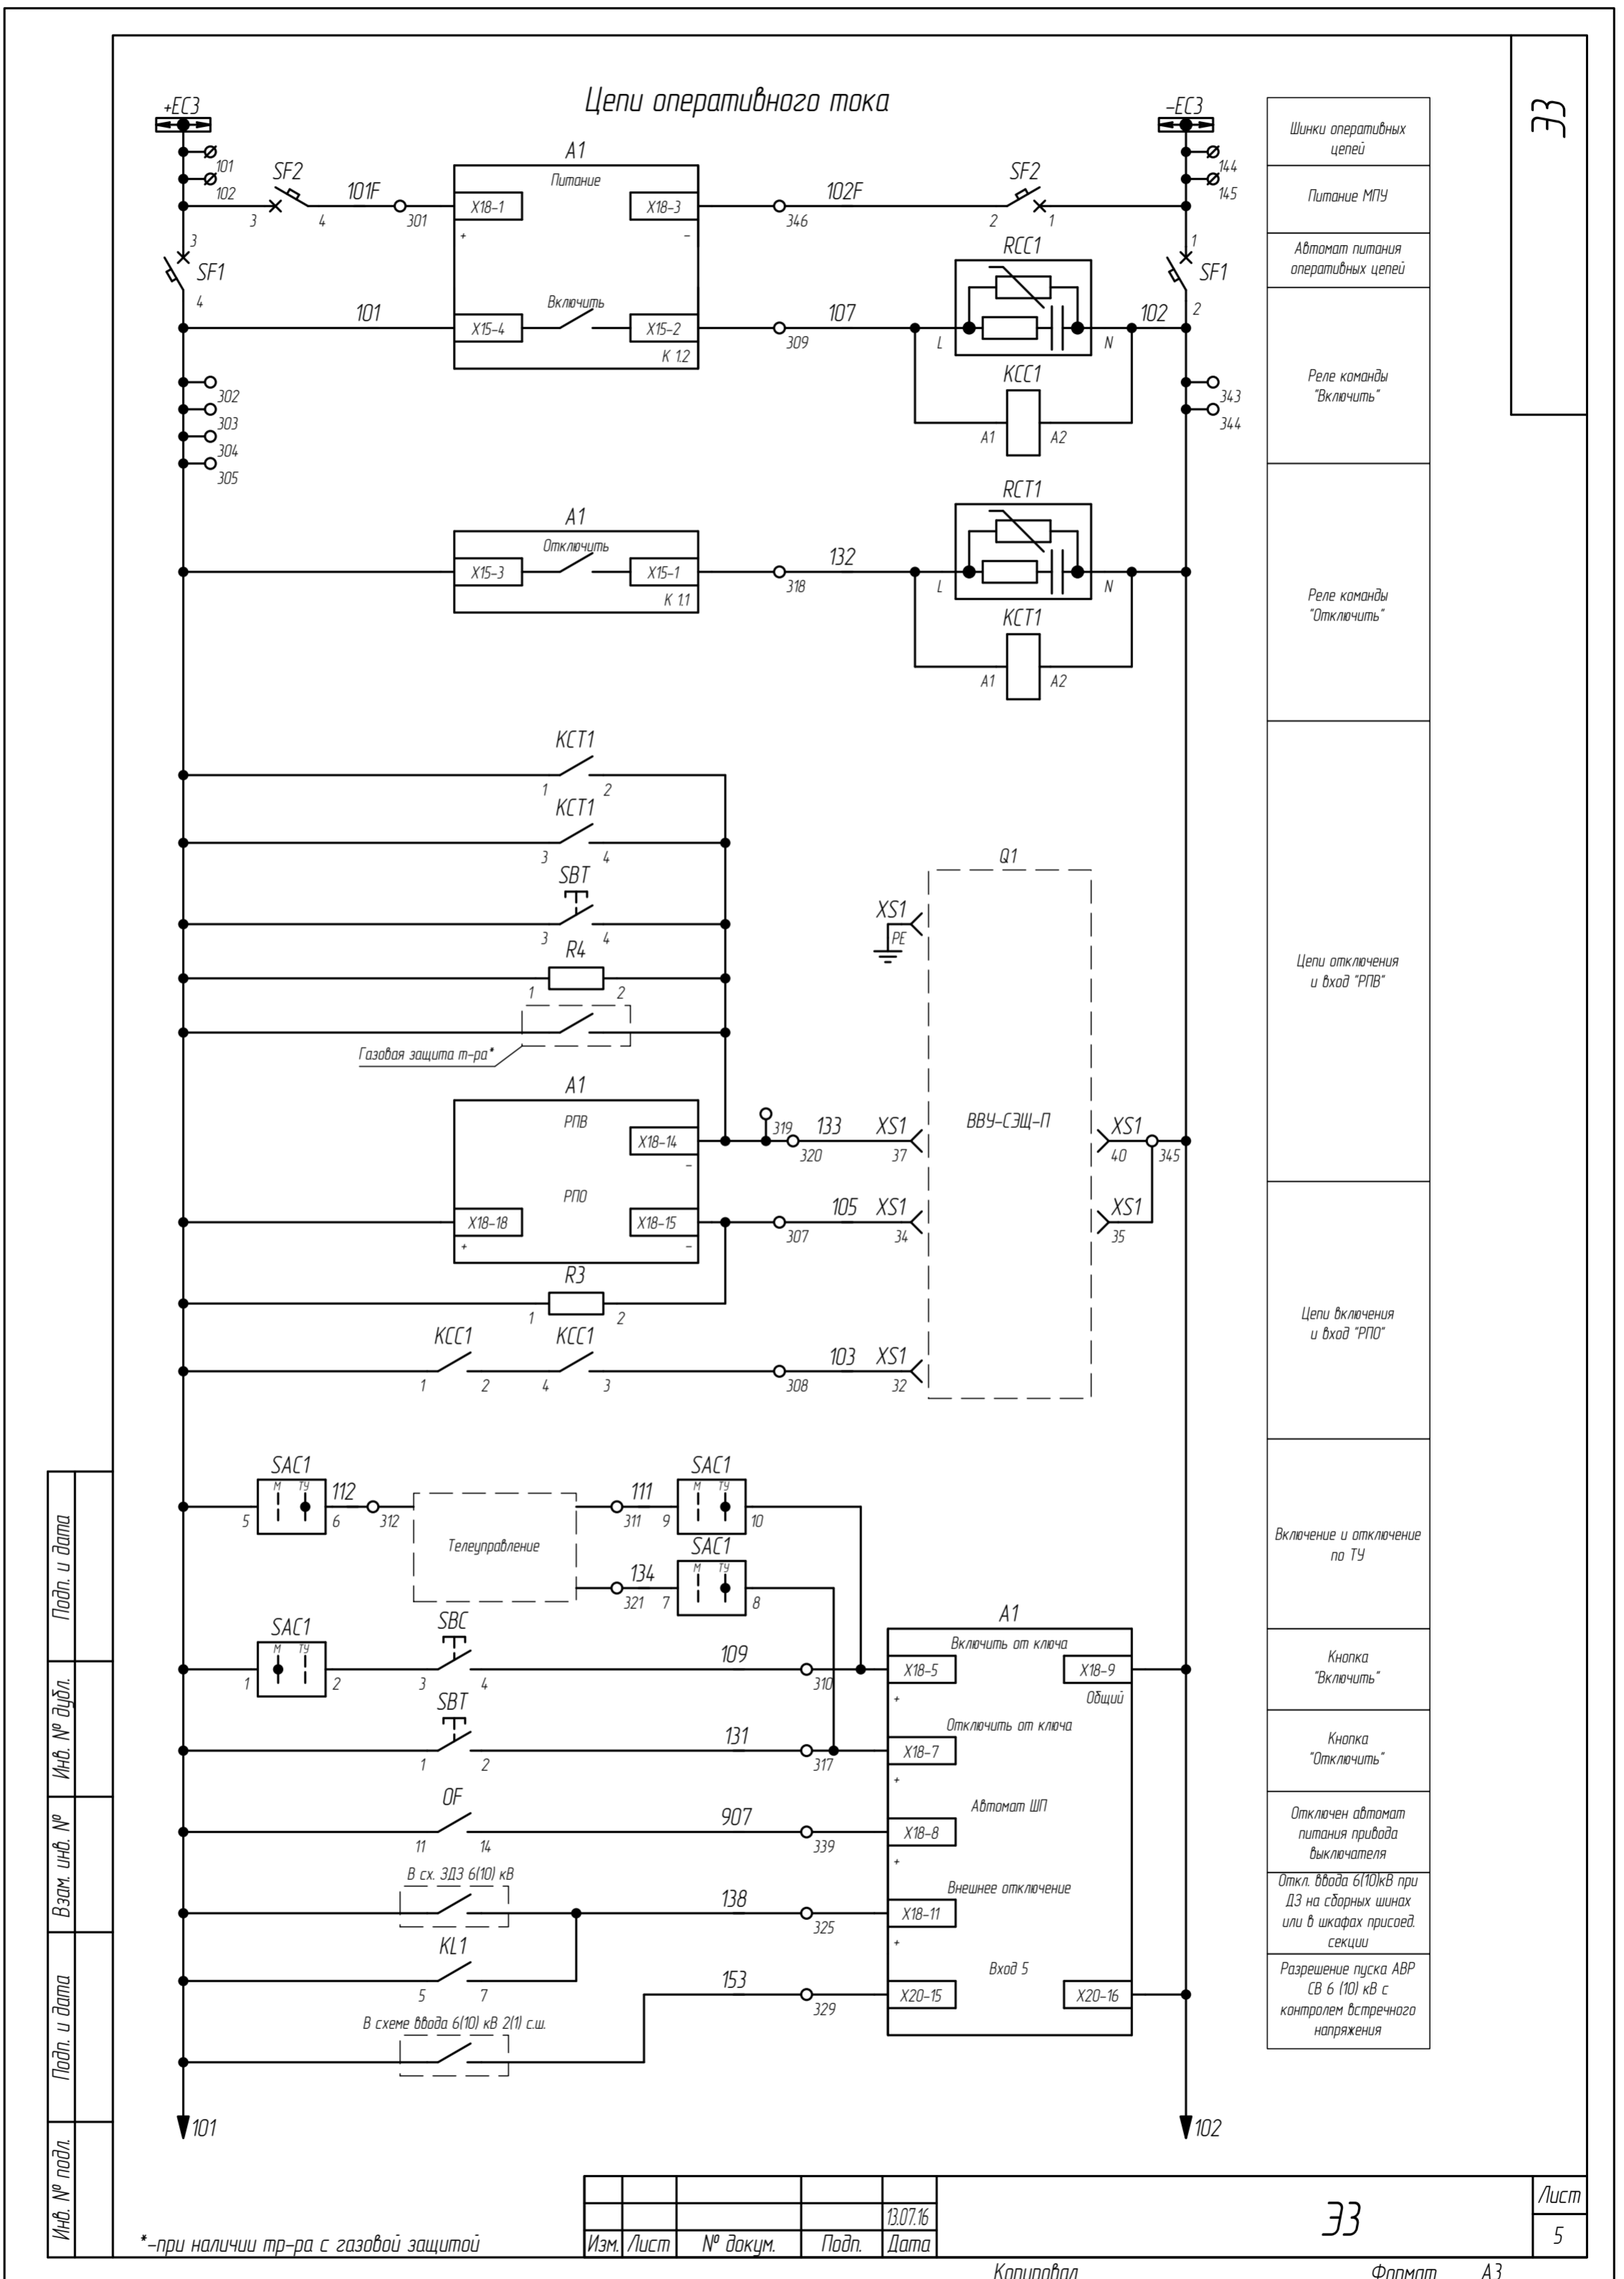 Цепи оперативного тока
ЭЗ
+ЕС3
-ЕС3
Шинки оперативных
цепей
101
102
144
145
SF2
101F
A1
Питание
102F
SF2
Питание МПУ
3
4
301
X18-1
X18-3
346
2
1
+
-
3
SF1
4
RCC1
1
SF1
2
Автомат питания
оперативных цепей
101
Включить
X15-4
X15-2
К 1.2
309
107
L
N
102
KCC1
A1
A2
302
303
304
305
343
344
Реле команды
"Включить"
A1
Отключить
X15-3
X15-1
К 1.1
318
132
RCT1
L
N
KCT1
A1
A2
Реле команды
"Отключить"
KCT1
1
2
KCT1
3
4
SBT
3
4
R4
1
2
Газовая защита т-ра*
Q1
XS1
PE
ВВУ-СЭЩ-П
Цепи отключения
и вход "РПВ"
A1
РПВ
X18-14
-
319
320
133
XS1
37
XS1
40
345
РПО
X18-18
+
X18-15
-
307
105
XS1
34
XS1
35
R3
1
2
KCC1
1
2
KCC1
4
3
308
103
XS1
32
Цепи включения
и вход "РПО"
SAC1
М
ТУ
5
6
112
312
Телеуправление
111
311
SAC1
М
ТУ
9
10
134
321
SAC1
М
ТУ
7
8
Включение и отключение
по ТУ
SAC1
М
ТУ
1
2
SBC
3
4
109
310
A1
Включить от ключа
X18-5
+
X18-9
Общий
Кнопка
"Включить"
SBT
1
2
131
317
Отключить от ключа
X18-7
+
Кнопка
"Отключить"
OF
11
14
907
339
Автомат ШП
X18-8
+
Отключен автомат
питания привода
выключателя
В сх. ЗДЗ 6(10) кВ
138
325
Внешнее отключение
X18-11
+
Откл. ввода 6(10)кВ при
ДЗ на сборных шинах
или в шкафах присоед.
секции
KL1
5
7
153
329
Вход 5
X20-15
X20-16
В схеме ввода 6(10) кВ 2(1) с.ш.
Разрешение пуска АВР
СВ 6 (10) кВ с
контролем встречного
напряжения
101
102
Подп. и дата
Инв. № дубл.
Взам. инв. №
Подп. и дата
Инв. № подл.
*-при наличии тр-ра с газовой защитой
13.07.16
Изм.
Лист
№ докум.
Подп.
Дата
ЭЗ
Лист
5
Копировал
Формат
А3